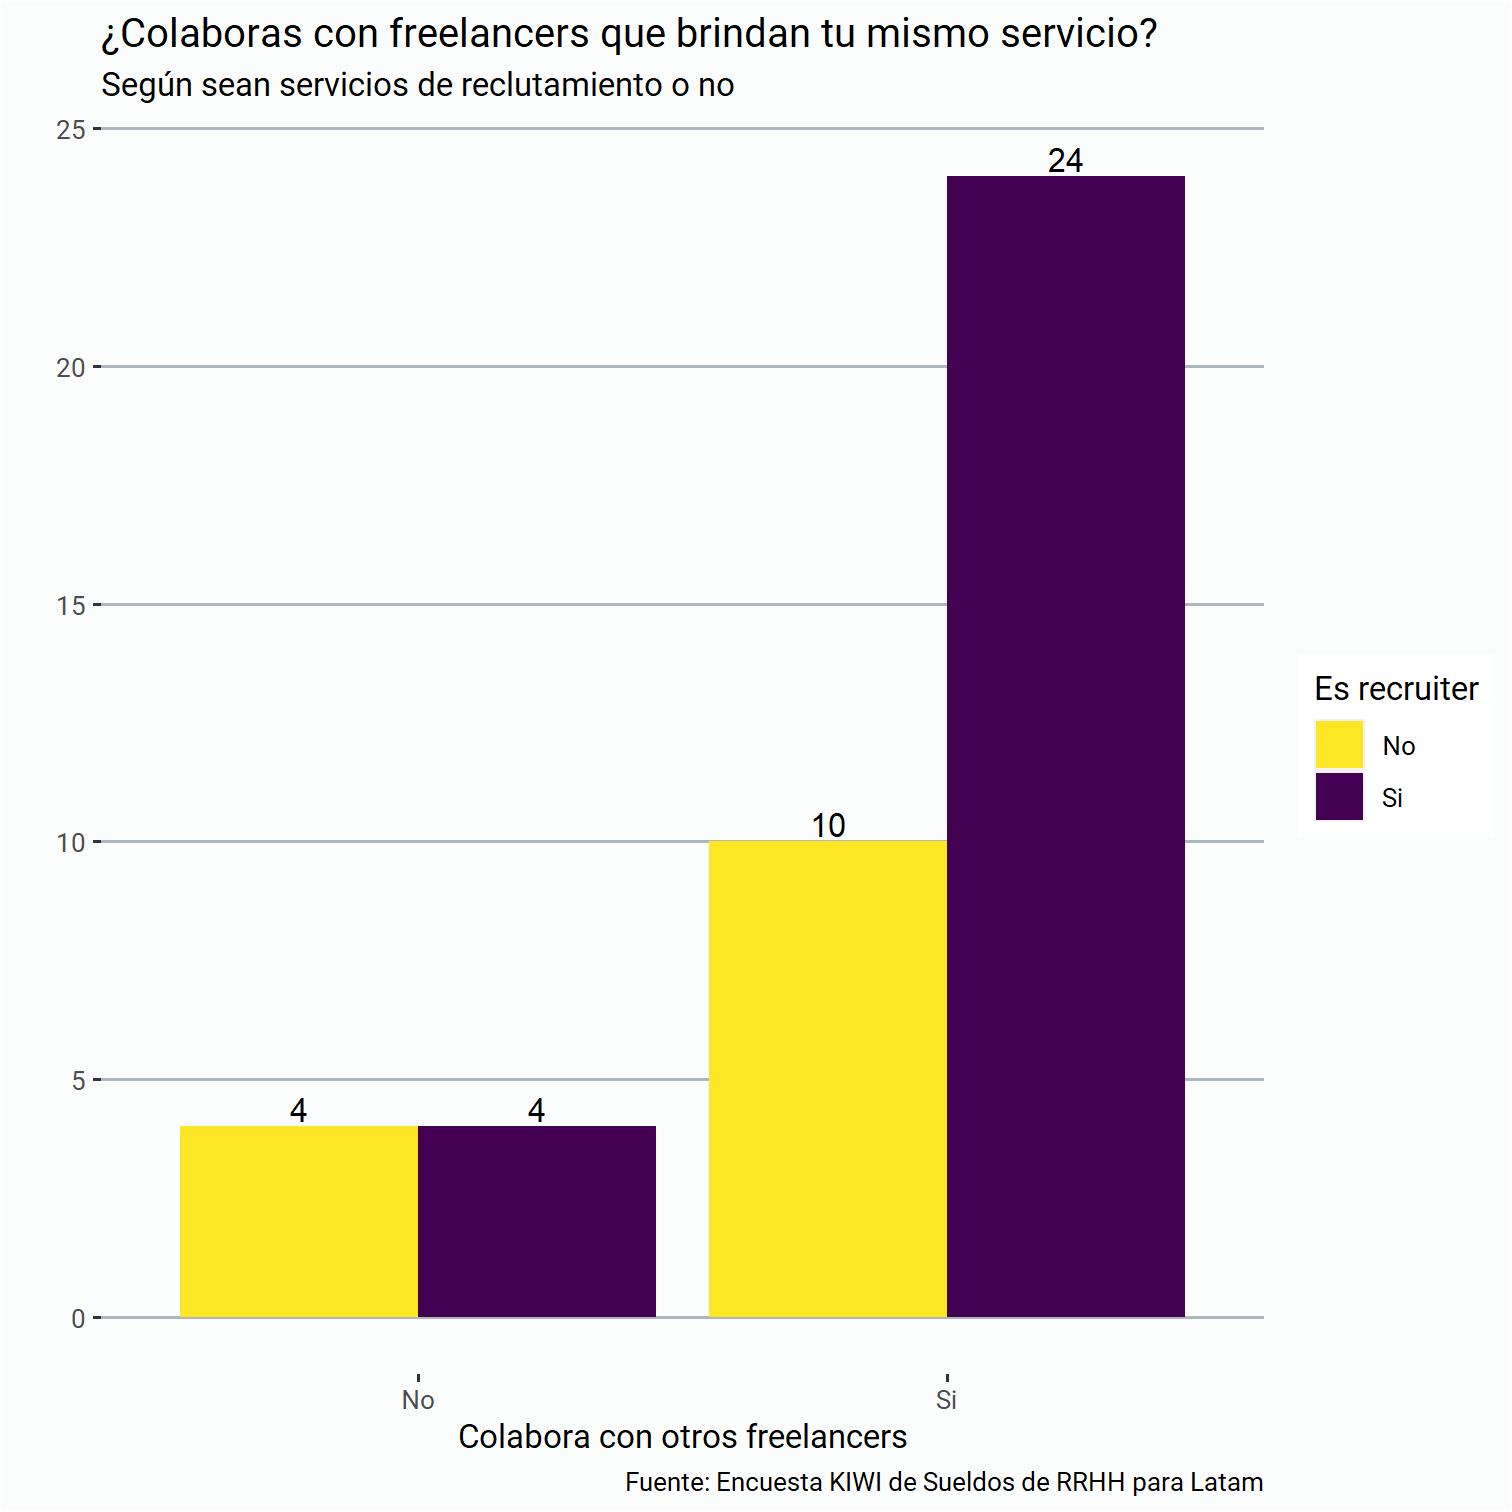 ¿Colaboras con freelancers que brindan tu mismo servicio?
Según sean servicios de reclutamiento o no
25
24
20
15
Es recruiter
No
Si
10
10
5
4
4
0
No
Si
Colabora con otros freelancers
Fuente: Encuesta KIWI de Sueldos de RRHH para Latam